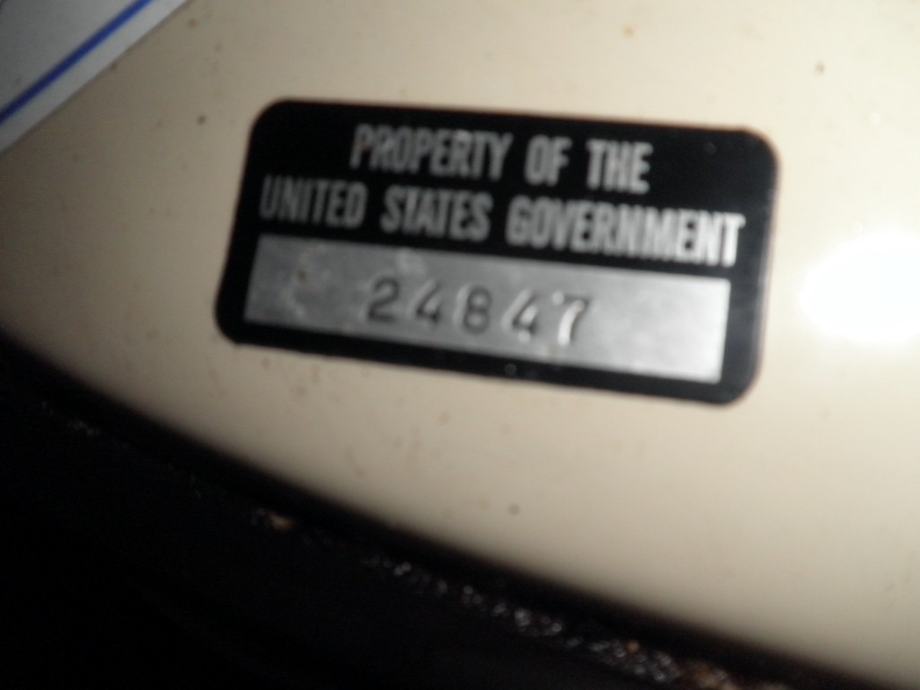 PROPERTY OF THE
UNITED STATES GOVERNMENT
24847